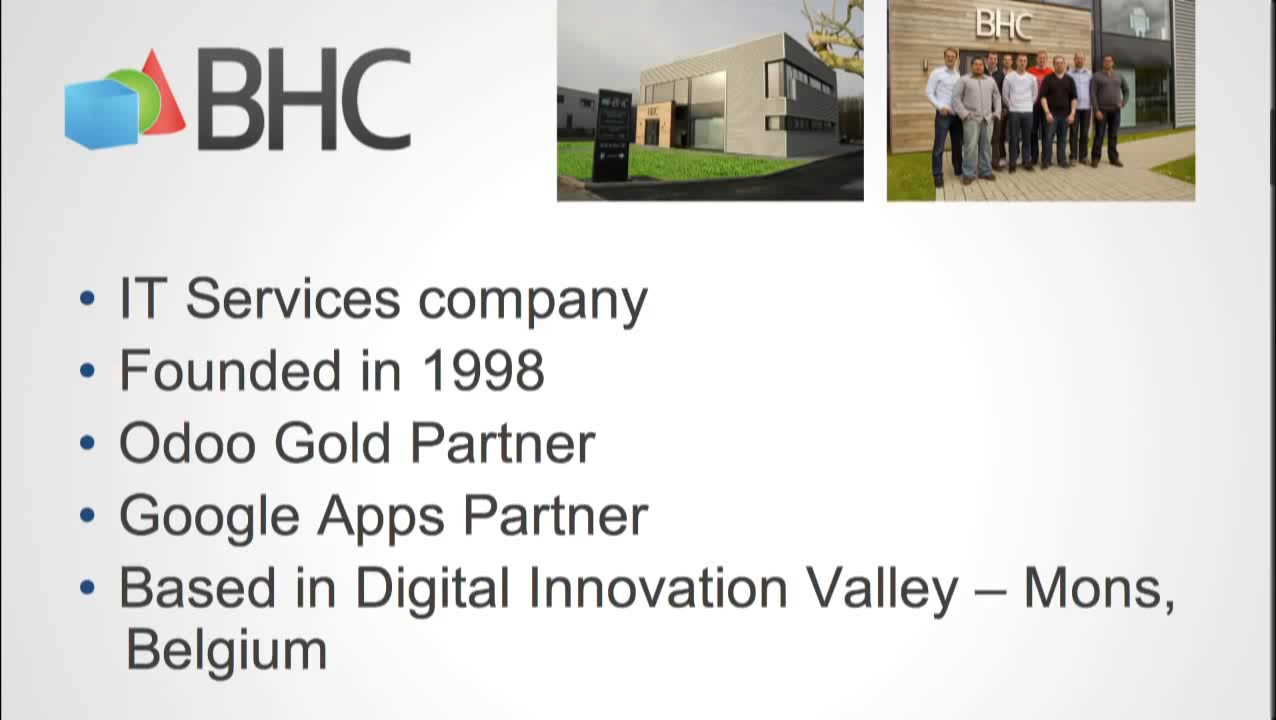 BHC
BHC
• IT Services company
• Founded in 1998
• Odoo Gold Partner
• Google Apps Partner
• Based in Digital Innovation Valley – Mons,
Belgium